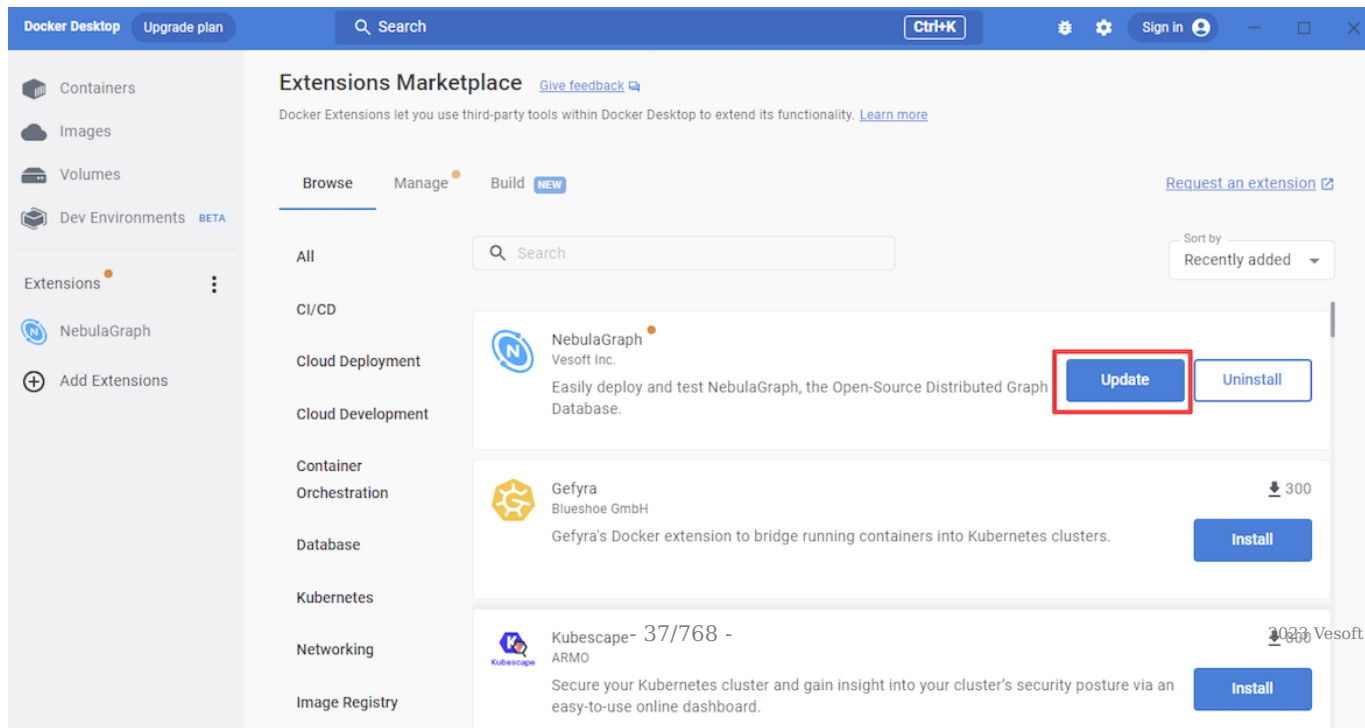 Docker Desktop Upgrade plan Search Ctrl+K Sign in
Containers
Images
Volumes
Dev Environments BETA
Extensions
NebulaGraph
Add Extensions
Extensions Marketplace Give feedback
Docker Extensions let you use third-party tools within Docker Desktop to extend its functionality. Learn more
Browse Manage Build NEW Request an extension
All
CI/CD
Cloud Deployment
Cloud Development
Container
Orchestration
Database
Kubernetes
Networking
Image Registry
Search
Sort by
Recently added
NebulaGraph
Vesoft Inc.
Easily deploy and test NebulaGraph, the Open-Source Distributed Graph
Database.
Update Uninstall
Gefyra
300
Blueshoe GmbH
Gefyra's Docker extension to bridge running containers into Kubernetes clusters.
Install
Kubescape
- 37/768 -
2023 Vesoft
Kubescape
ARMO
Secure your Kubernetes cluster and gain insight into your cluster's security posture via an
easy-to-use online dashboard.
Install